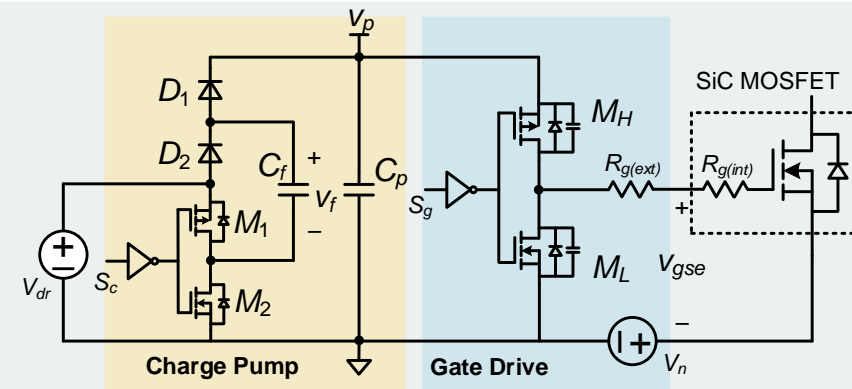 v_p
SiC MOSFET
D_1
M_H
D_2
C_f
+
v_f
–
C_p
R_g(ext)
R_g(int)
S_g
+
M_1
V_dr
S_c
M_L
v_gse
M_2
–
V_n
Charge Pump
Gate Drive